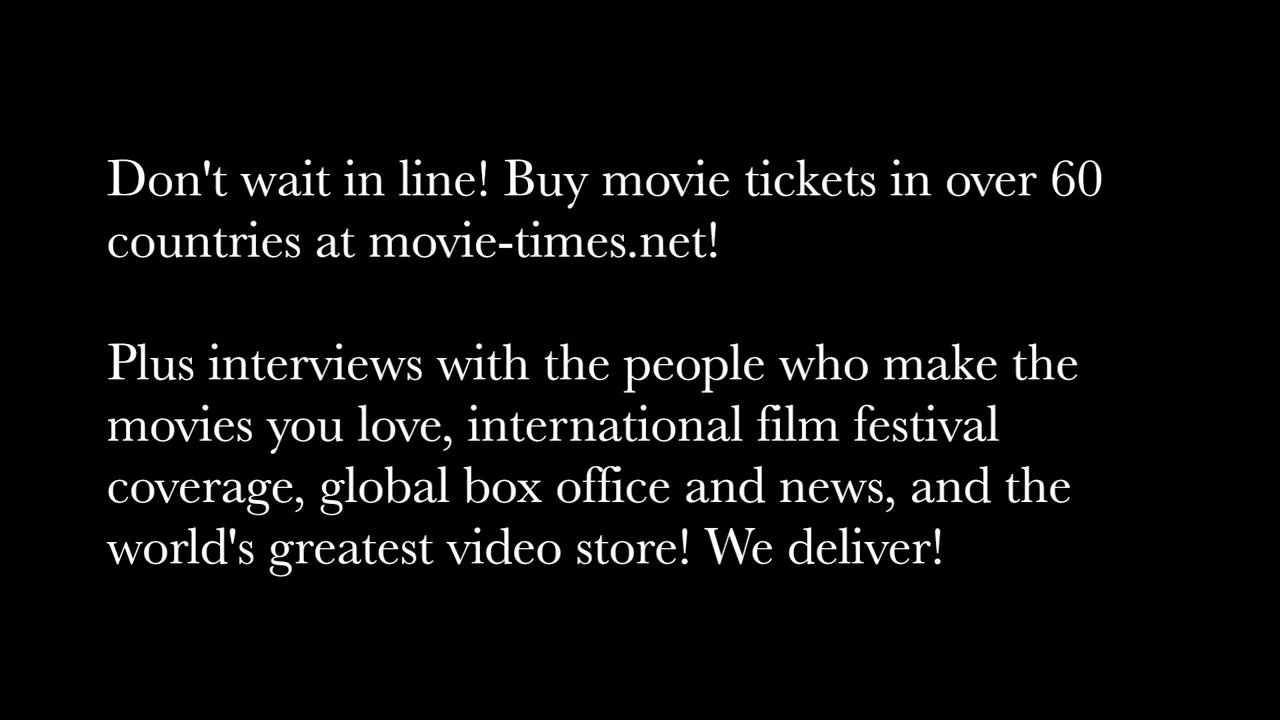 Don't wait in line! Buy movie tickets in over 60
countries at movie-times.net!
Plus interviews with the people who make the
movies you love, international film festival
coverage, global box office and news, and the
world's greatest video store! We deliver!